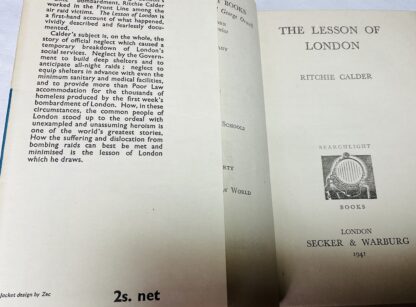 bombardment, Ritchie Calder
worked in the Front Line among the
air raid victims. The Lesson of London is
a first-hand account of what happened,
vividly described and fearlessly docu-
mented.
Calder's subject is, on the whole, the
story of official neglect which caused a
temporary breakdown of London's
social services. Neglect by the Govern-
ment to build deep shelters and to
anticipate all-night raids; neglect to
equip shelters in advance with even the
minimum sanitary and medical facilities,
and to provide more than Poor Law
accommodation for the thousands of
homeless produced by the first week's
bombardment of London. How, in these
circumstances, the common people of
London stood up to the ordeal with
unexampled and unassuming heroism is
one of the world's greatest stories.
How the suffering and dislocation from
bombing raids can best be met and
minimised is the lesson of London
which he draws.
Jacket design by Zec
2s. net
BOOKS
George Orwell
SCHOOLS
WORLD
THE LESSON OF
LONDON
RITCHIE CALDER
SEARCHLIGHT
BOOKS
LONDON
SECKER & WARBURG
1941